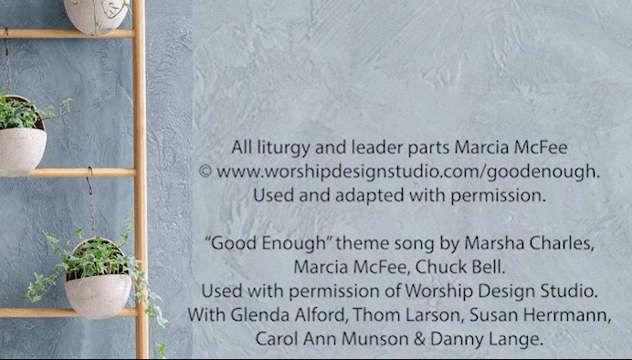 All liturgy and leader parts Marcia McFee
© www.worshipdesignstudio.com/goodenough.
Used and adapted with permission.
“Good Enough” theme song by Marsha Charles,
Marcia McFee, Chuck Bell.
Used with permission of Worship Design Studio.
With Glenda Alford, Thom Larson, Susan Herrmann,
Carol Ann Munson & Danny Lange.